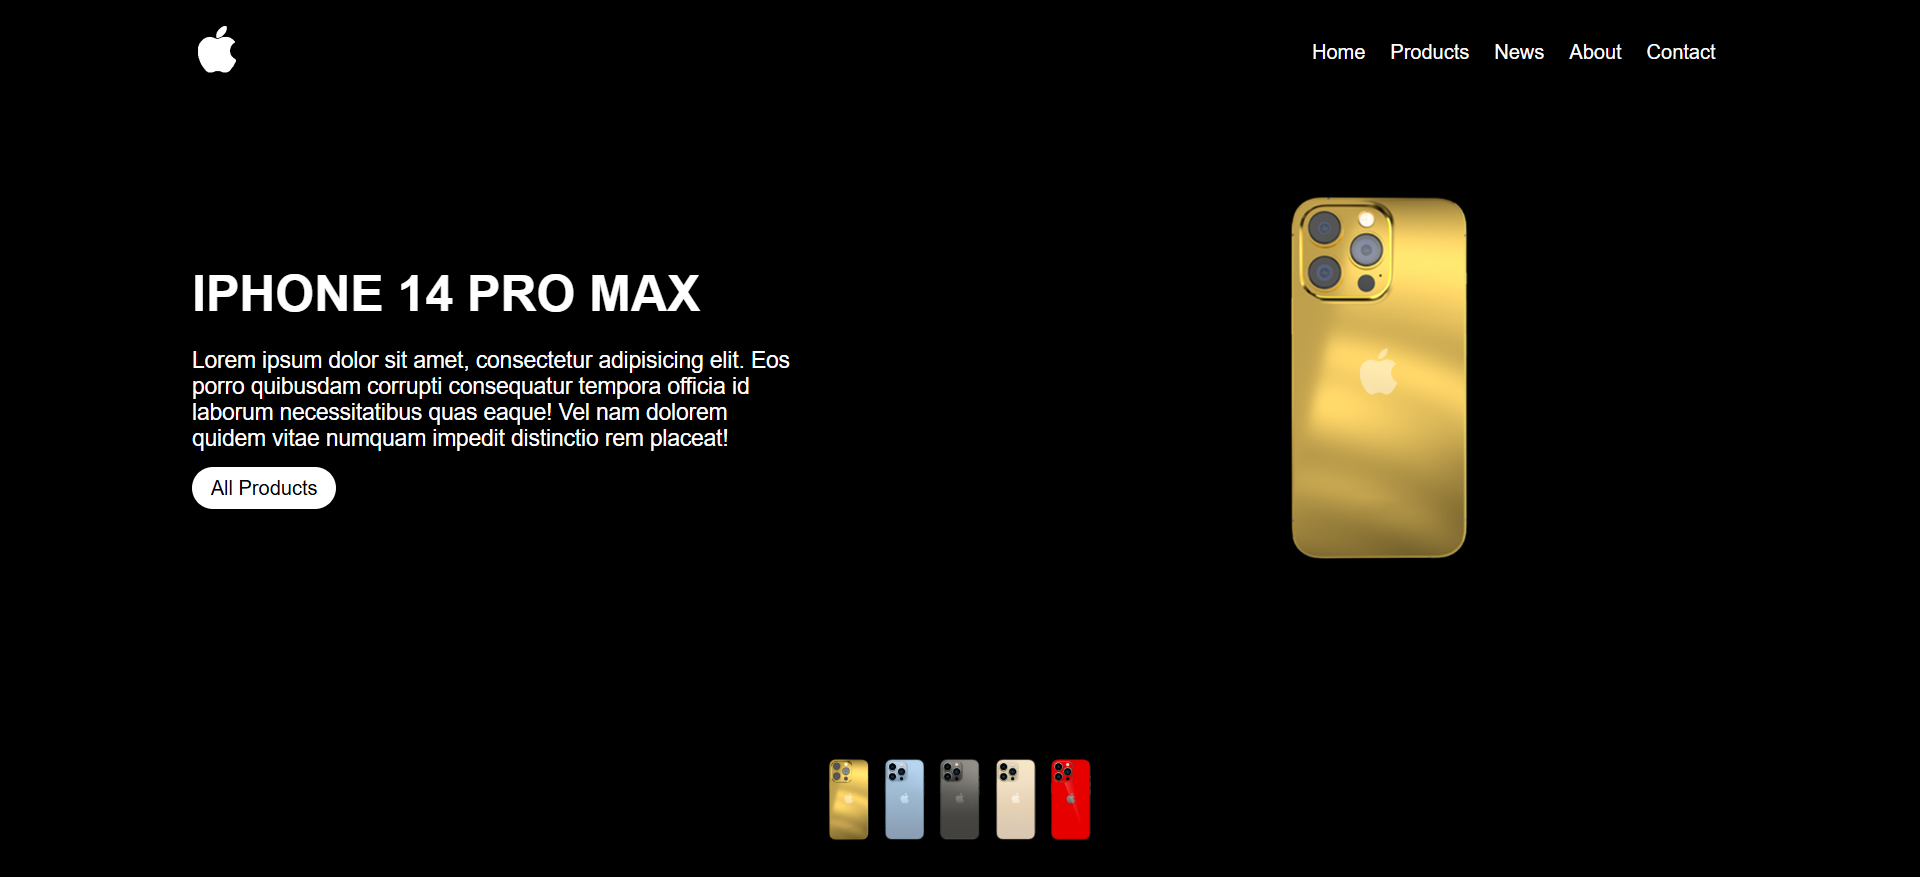 Home Products News About Contact
IPHONE 14 PRO MAX
Lorem ipsum dolor sit amet, consectetur adipisicing elit. Eos
porro quibusdam corrupti consequatur tempora officia id
laborum necessitatibus quas eaque! Vel nam dolorem
quidem vitae numquam impedit distinctio rem placeat!
All Products